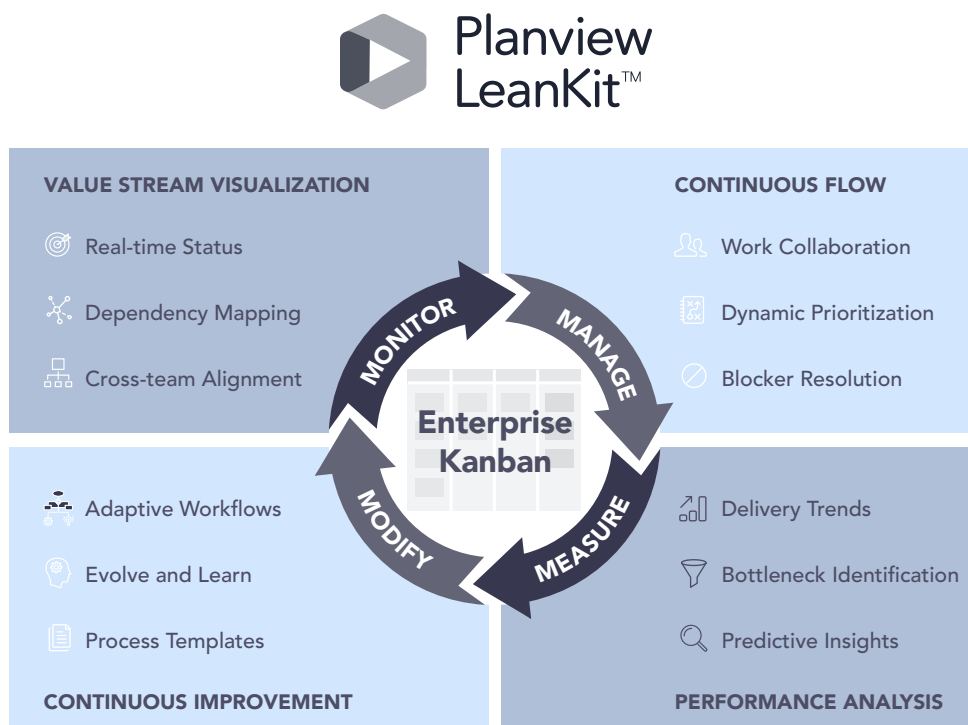 Planview
LeanKit™
VALUE STREAM VISUALIZATION
Real-time Status
Dependency Mapping
Cross-team Alignment
CONTINUOUS FLOW
Work Collaboration
Dynamic Prioritization
Blocker Resolution
MONITOR
MANAGE
Enterprise
Kanban
MODIFY
MEASURE
Adaptive Workflows
Evolve and Learn
Process Templates
CONTINUOUS IMPROVEMENT
Delivery Trends
Bottleneck Identification
Predictive Insights
PERFORMANCE ANALYSIS